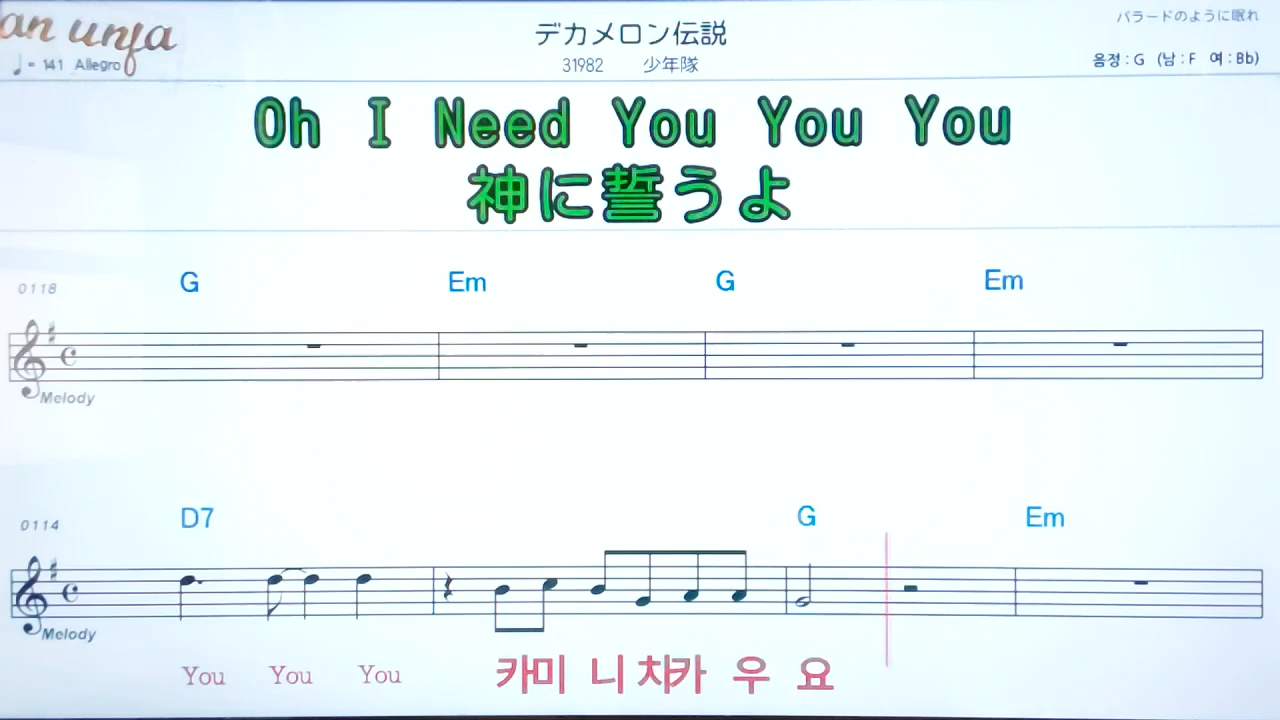 an unfa
♩ = 141 Allegro
デカメロン伝説
31982 少年隊
バラードのように眠れ
음정 : G (남 : F 여 : Bb)
Oh I Need You You You
神に誓うよ
0118
G Em G Em
Melody
0114
D7 G Em
Melody
You You You 카미 니 치카 우 요